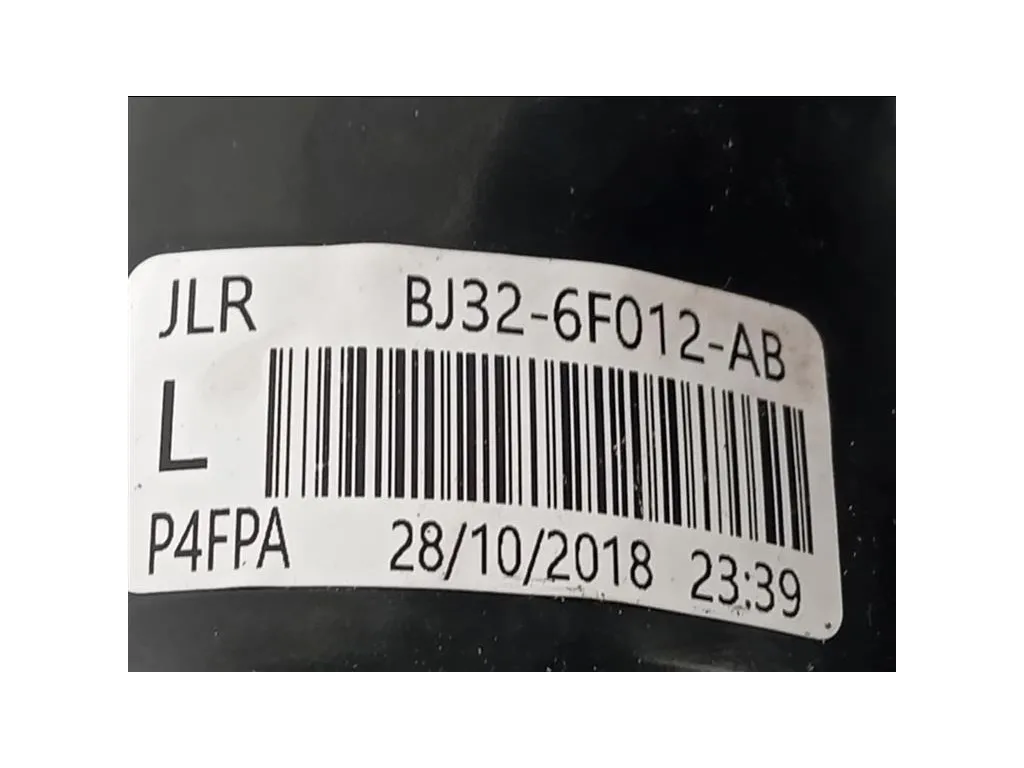 JLR BJ32-6F012-AB
L
P4FPA 28/10/2018 23:39